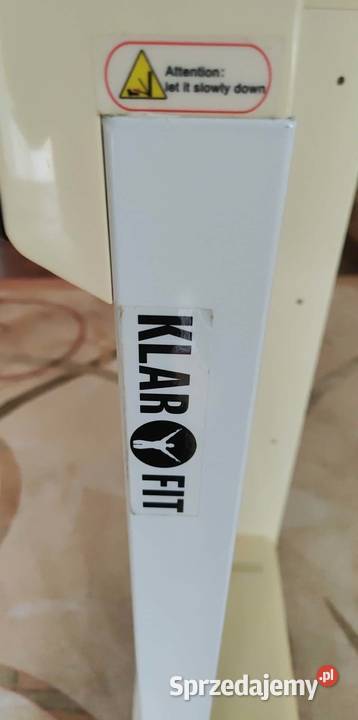 Attention:
let it slowly down
KLAR FIT
Sprzedajemy.pl